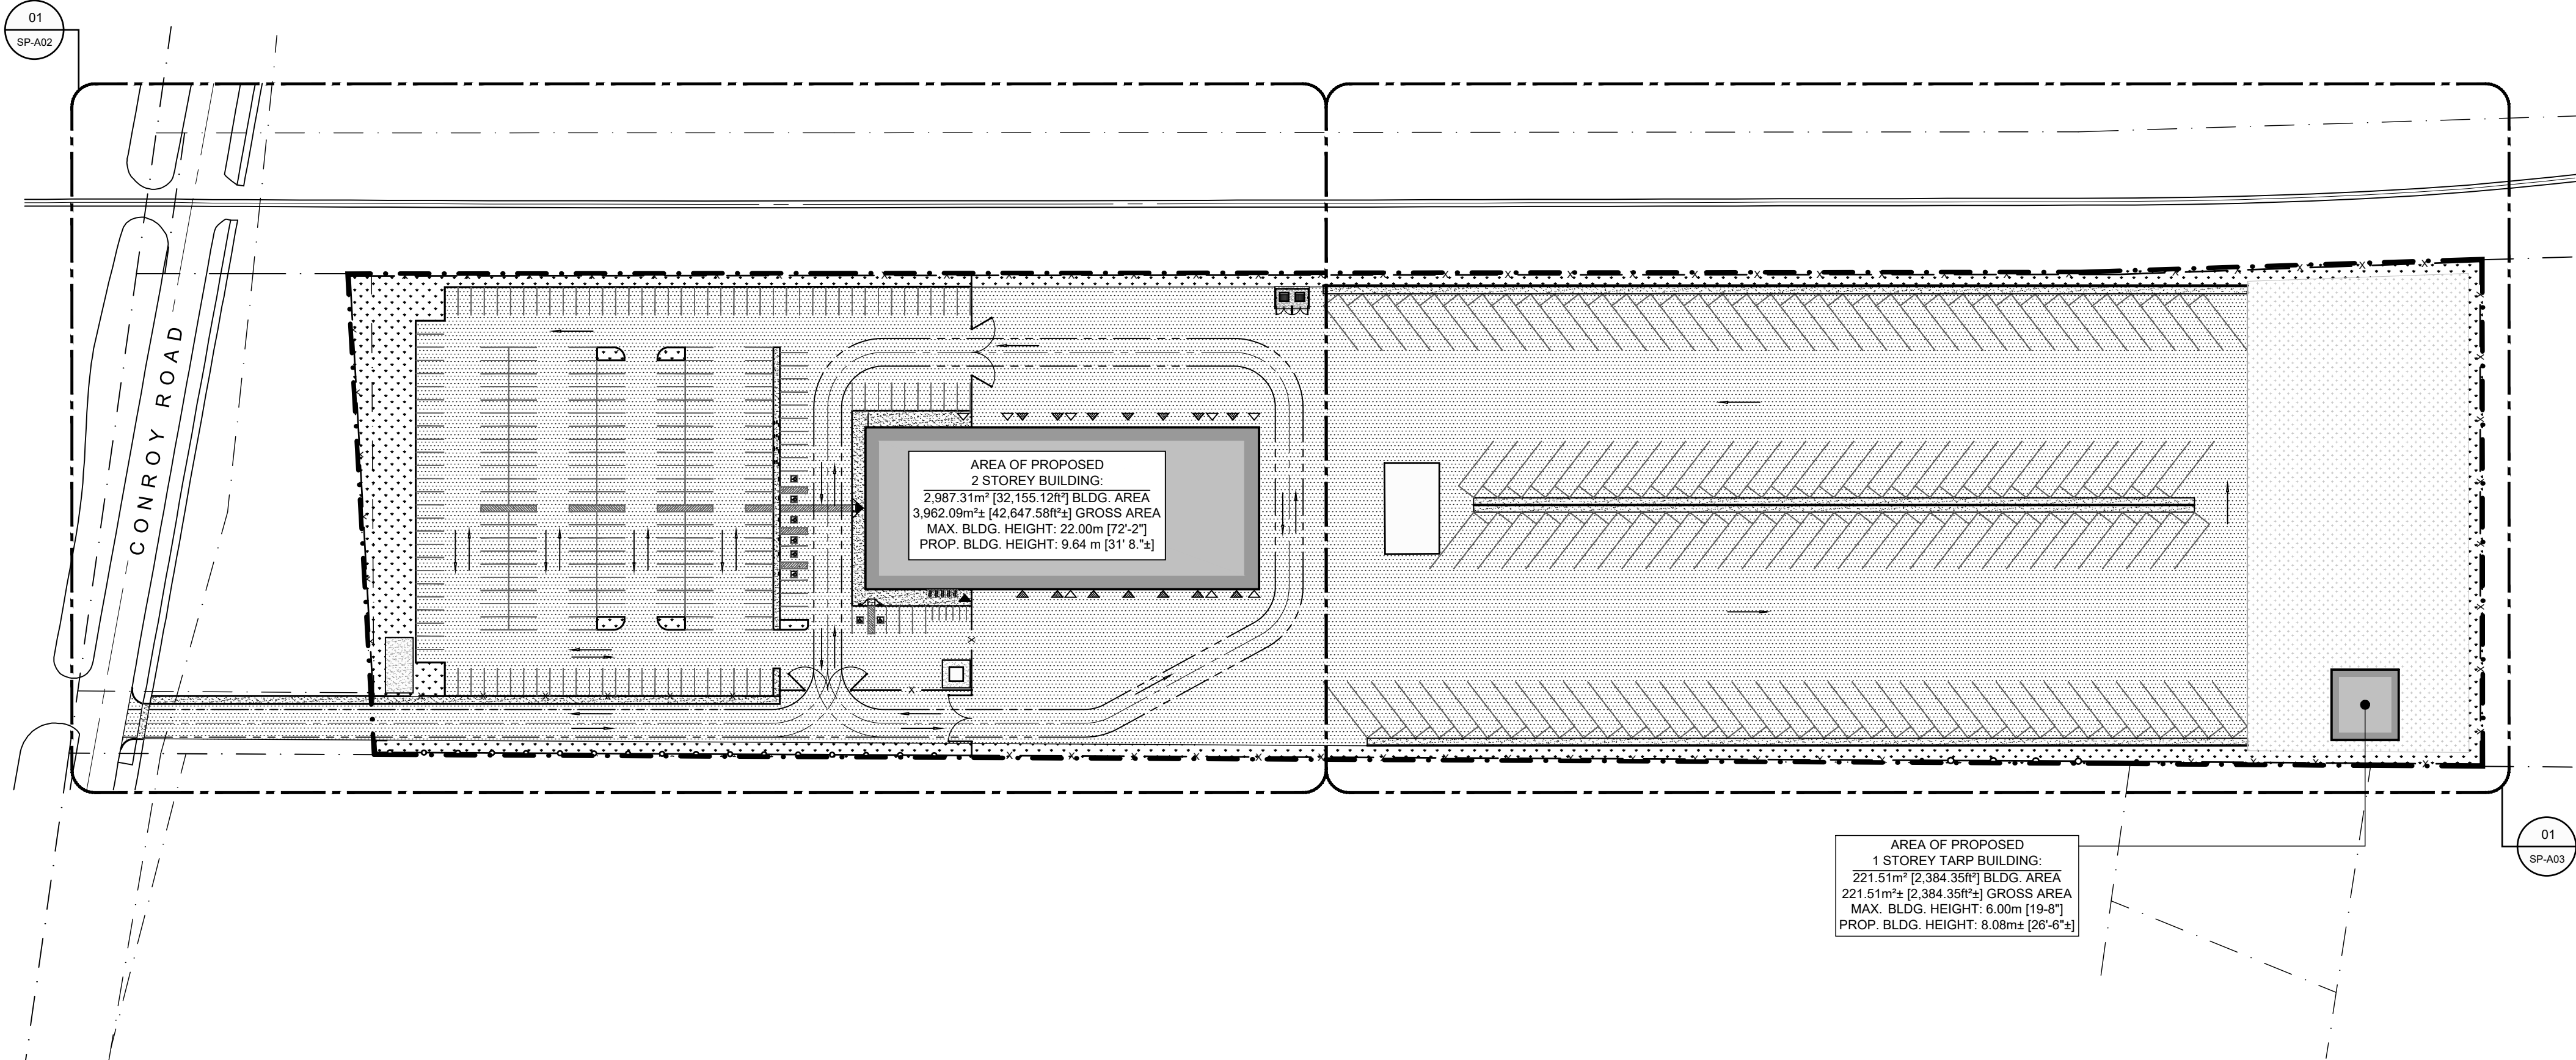 01
SP-A02
CONROY ROAD
AREA OF PROPOSED
2 STOREY BUILDING:
2,987.31m² [32,155.12ft²] BLDG. AREA
3,962.09m²± [42,647.58ft²±] GROSS AREA
MAX. BLDG. HEIGHT: 22.00m [72'-2"]
PROP. BLDG. HEIGHT: 9.64 m [31' 8."±]
AREA OF PROPOSED
1 STOREY TARP BUILDING:
221.51m² [2,384.35ft²] BLDG. AREA
221.51m²± [2,384.35ft²±] GROSS AREA
MAX. BLDG. HEIGHT: 6.00m [19-8"]
PROP. BLDG. HEIGHT: 8.08m± [26'-6"±]
01
SP-A03